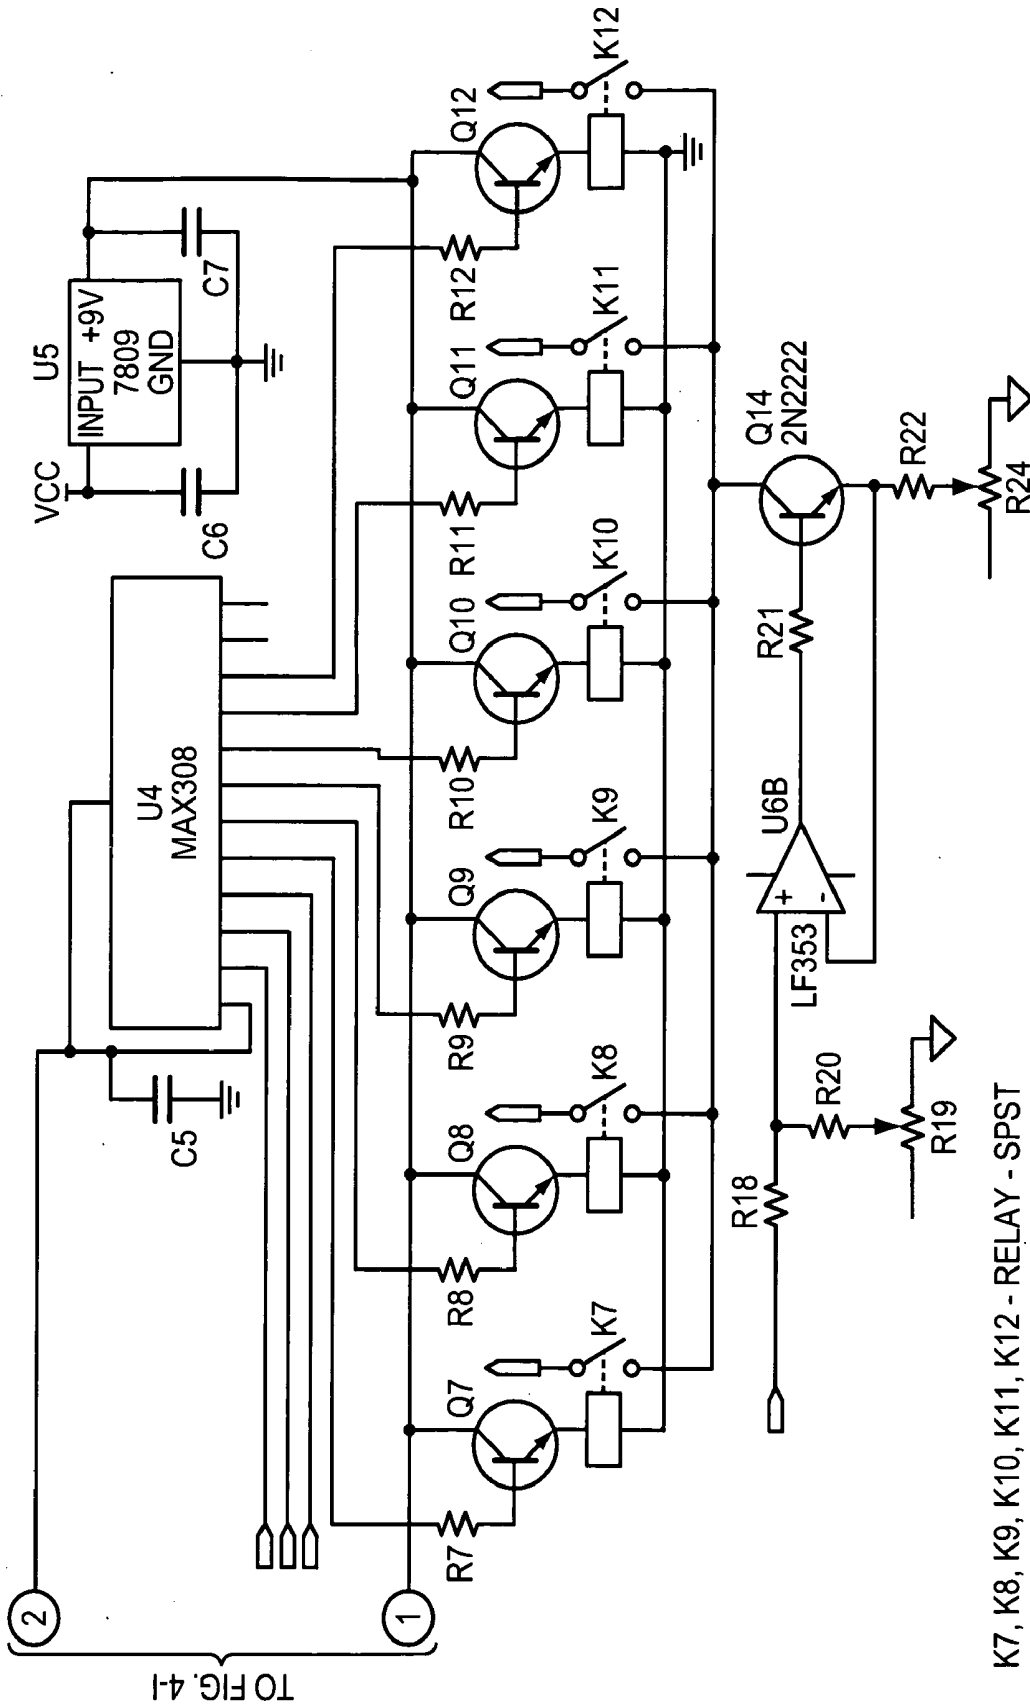 TO FIG. 4-I
2
1
VCC
U5
INPUT +9V
7809
GND
C6
C7
C5
U4
MAX308
R7
Q7
K7
R8
Q8
K8
R9
Q9
K9
R10
Q10
K10
R11
Q11
K11
R12
Q12
K12
R18
R20
R19
LF353
+
-
U6B
R21
Q14
2N2222
R22
R24
K7, K8, K9, K10, K11, K12 - RELAY - SPST